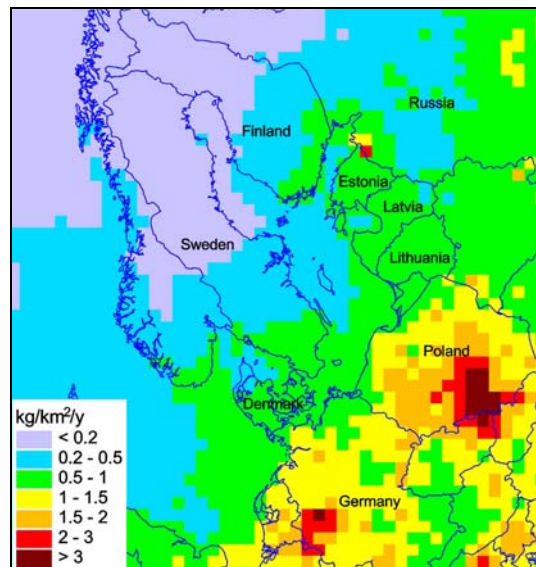 Russia
Finland
Estonia
Latvia
Sweden
Lithuania
Poland
Denmark
Germany
kg/km²/y
< 0.2
0.2 - 0.5
0.5 - 1
1 - 1.5
1.5 - 2
2 - 3
> 3